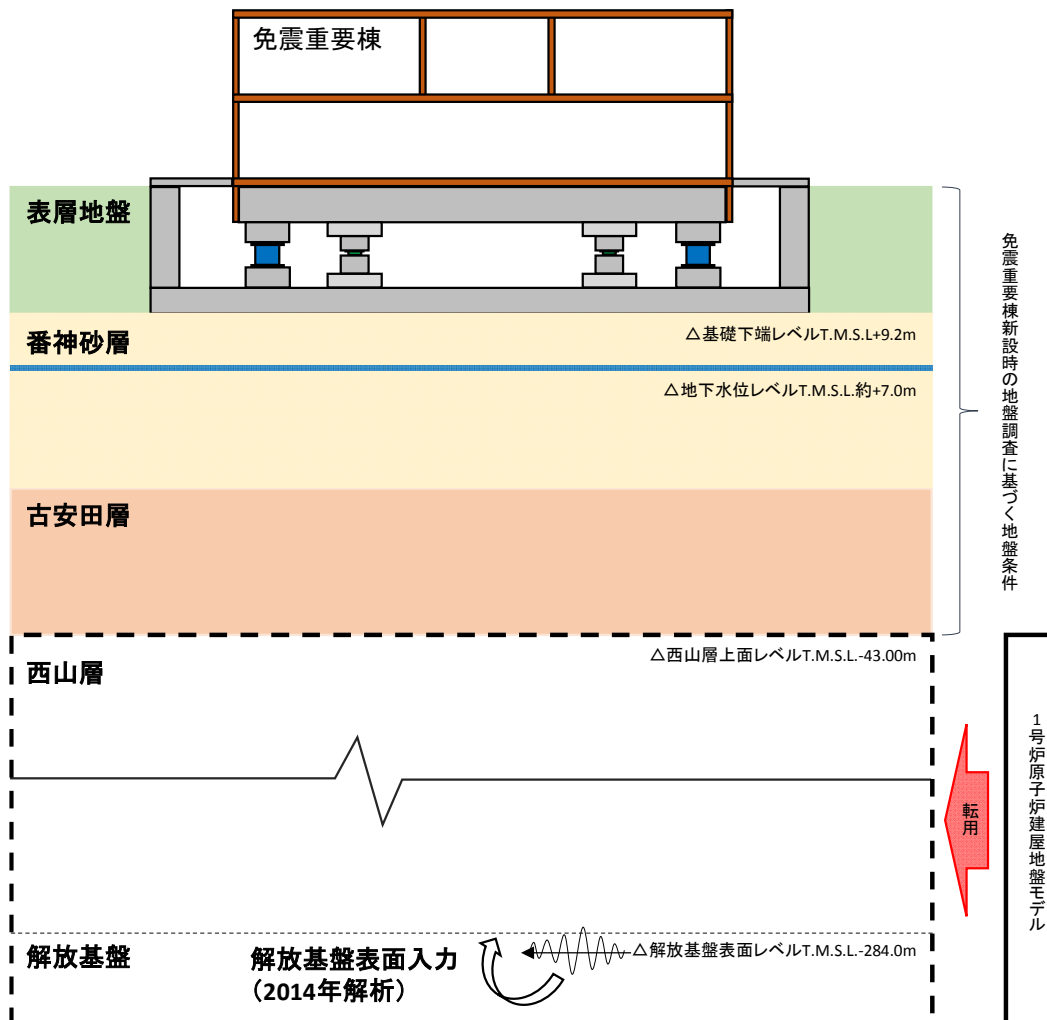 免震重要棟
表層地盤
番神砂層
△基礎下端レベルT.M.S.L+9.2m
△地下水位レベルT.M.S.L.約+7.0m
古安田層
免震重要棟新設時の地盤調査に基づく地盤条件
西山層
△西山層上面レベルT.M.S.L.-43.00m
転用
1号炉原子炉建屋地盤モデル
解放基盤
解放基盤表面入力
（2014年解析）
△解放基盤表面レベルT.M.S.L.-284.0m